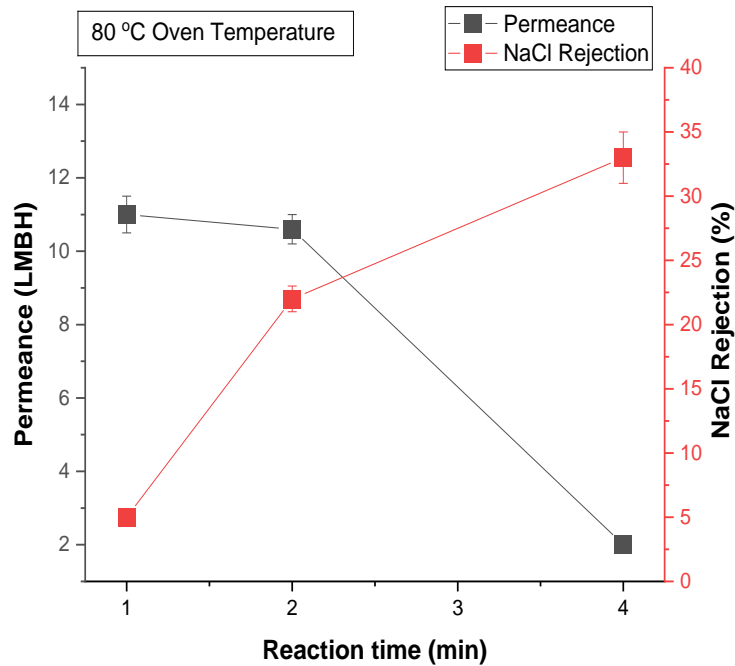 80 °C Oven Temperature
Permeance
NaCl Rejection
14
12
10
8
6
4
2
Permeance (LMBH)
40
35
30
25
20
15
10
5
0
NaCl Rejection (%)
1 2 3 4
Reaction time (min)